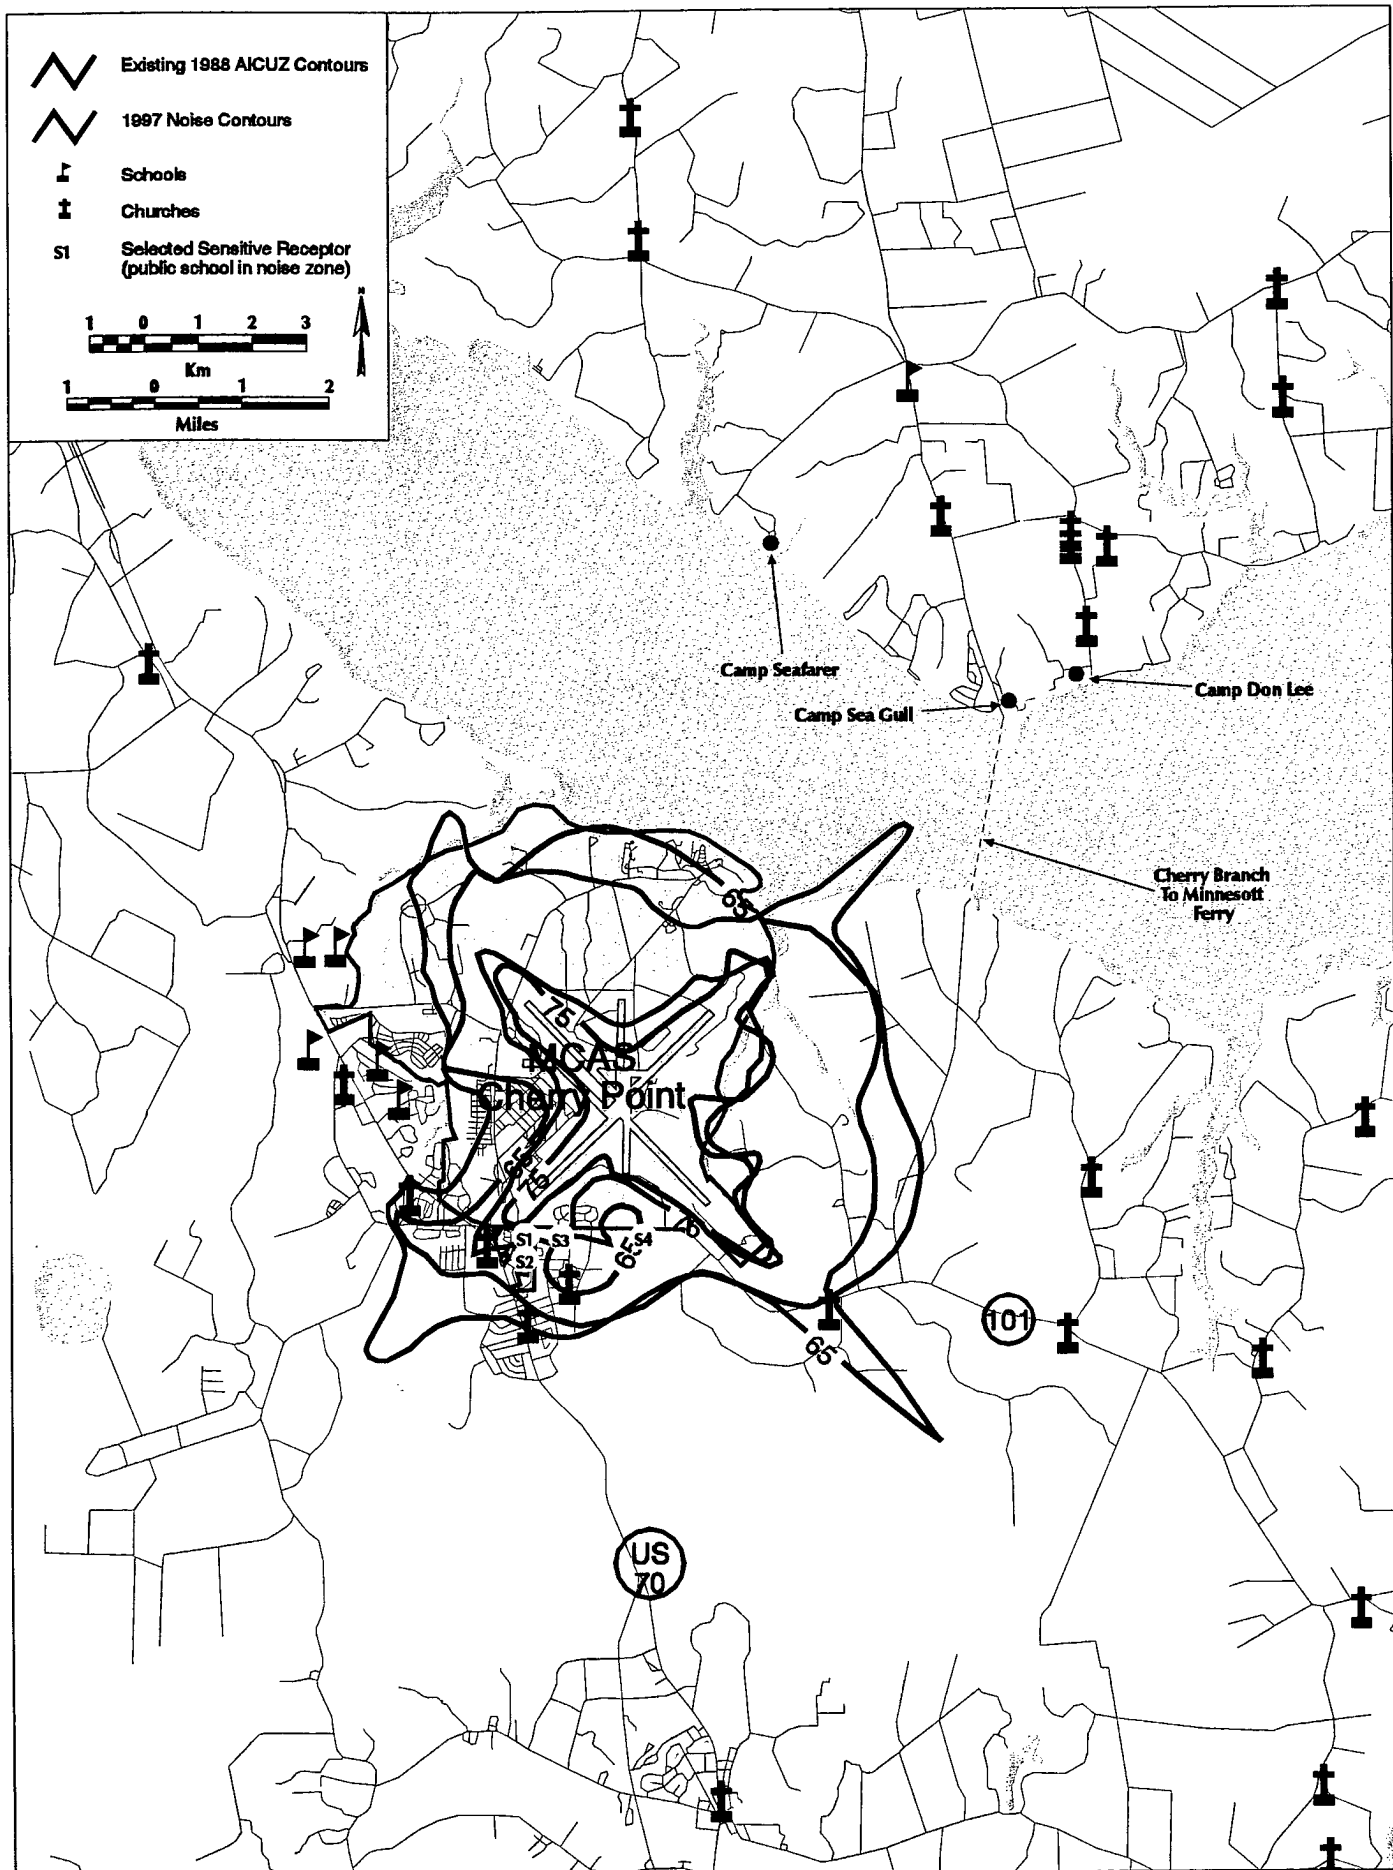 Existing 1988 AICUZ Contours
1997 Noise Contours
Schools
Churches
S1 Selected Sensitive Receptor
(public school in noise zone)
N
1 0 1 2 3
Km
1 0 1 2
Miles
Camp Seafarer
Camp Don Lee
Camp Sea Gull
Cherry Branch
To Minnesott
Ferry
65
75
MCAS
Cherry Point
65
75
S1
S3
S4
75
S2
65
65
101
US
70